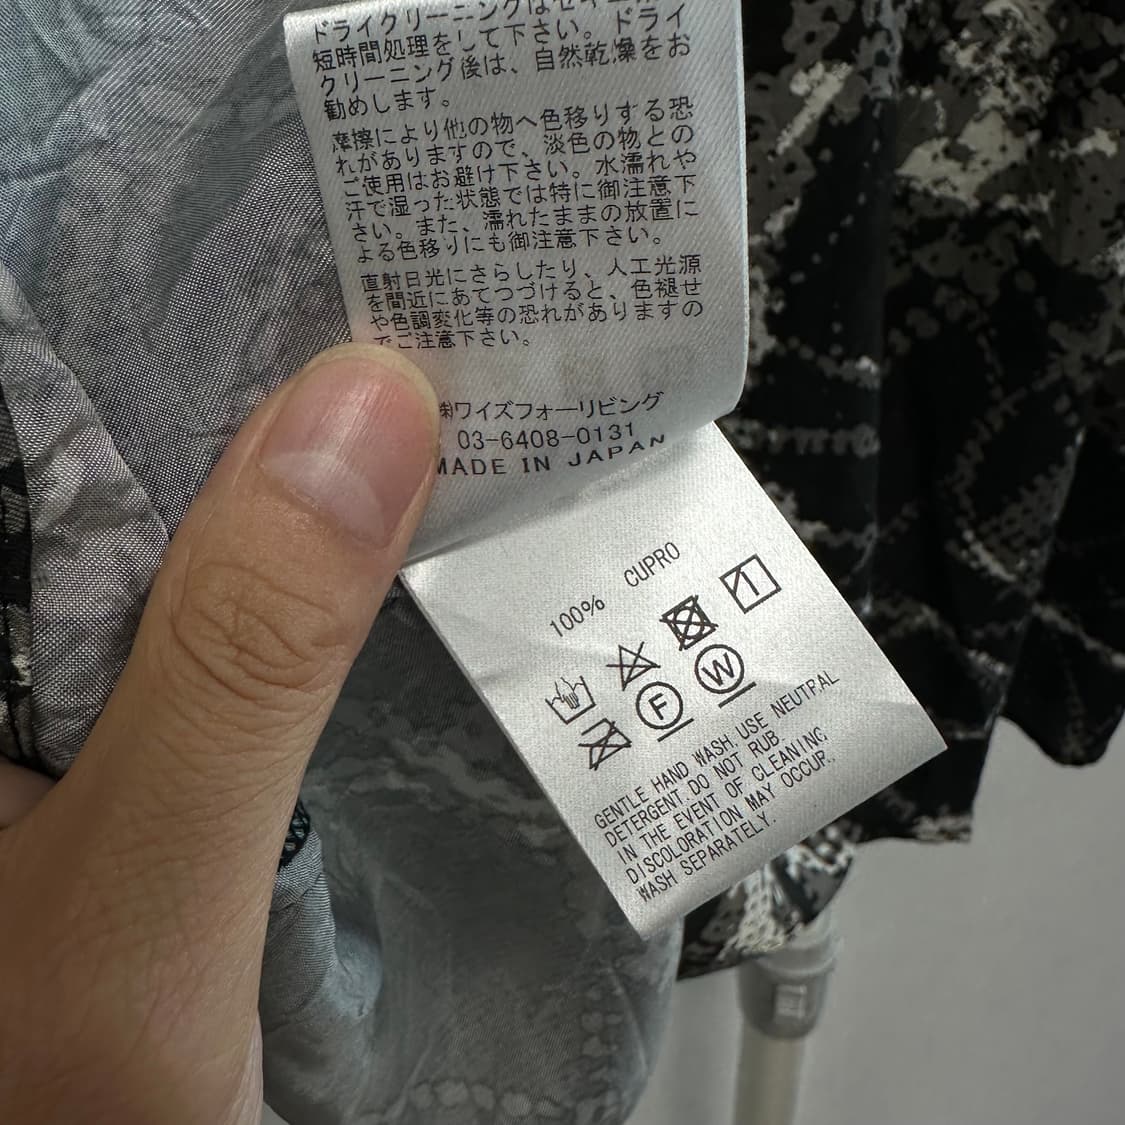 ドライクリーニングは
短時間処理をして下さい。ドライ
クリーニング後は、自然乾燥をお
勧めします。
摩擦により他の物へ色移りする恐
れがありますので、淡色の物との
ご使用はお避け下さい。水濡れや
汗で湿った状態では特に御注意下
さい。また、濡れたままの放置に
よる色移りにも御注意下さい。
直射日光にさらしたり、人工光源
を間近にあてつづけると、色褪せ
や色調変化等の恐れがありますの
でご注意下さい。
㈱ワイズフォーリビング
03-6408-0131
MADE IN JAPAN
100% CUPRO
F W
GENTLE HAND WASH. USE NEUTRAL
DETERGENT. DO NOT RUB
IN THE EVENT OF CLEANING,
DISCOLORATION MAY OCCUR.
WASH SEPARATELY.